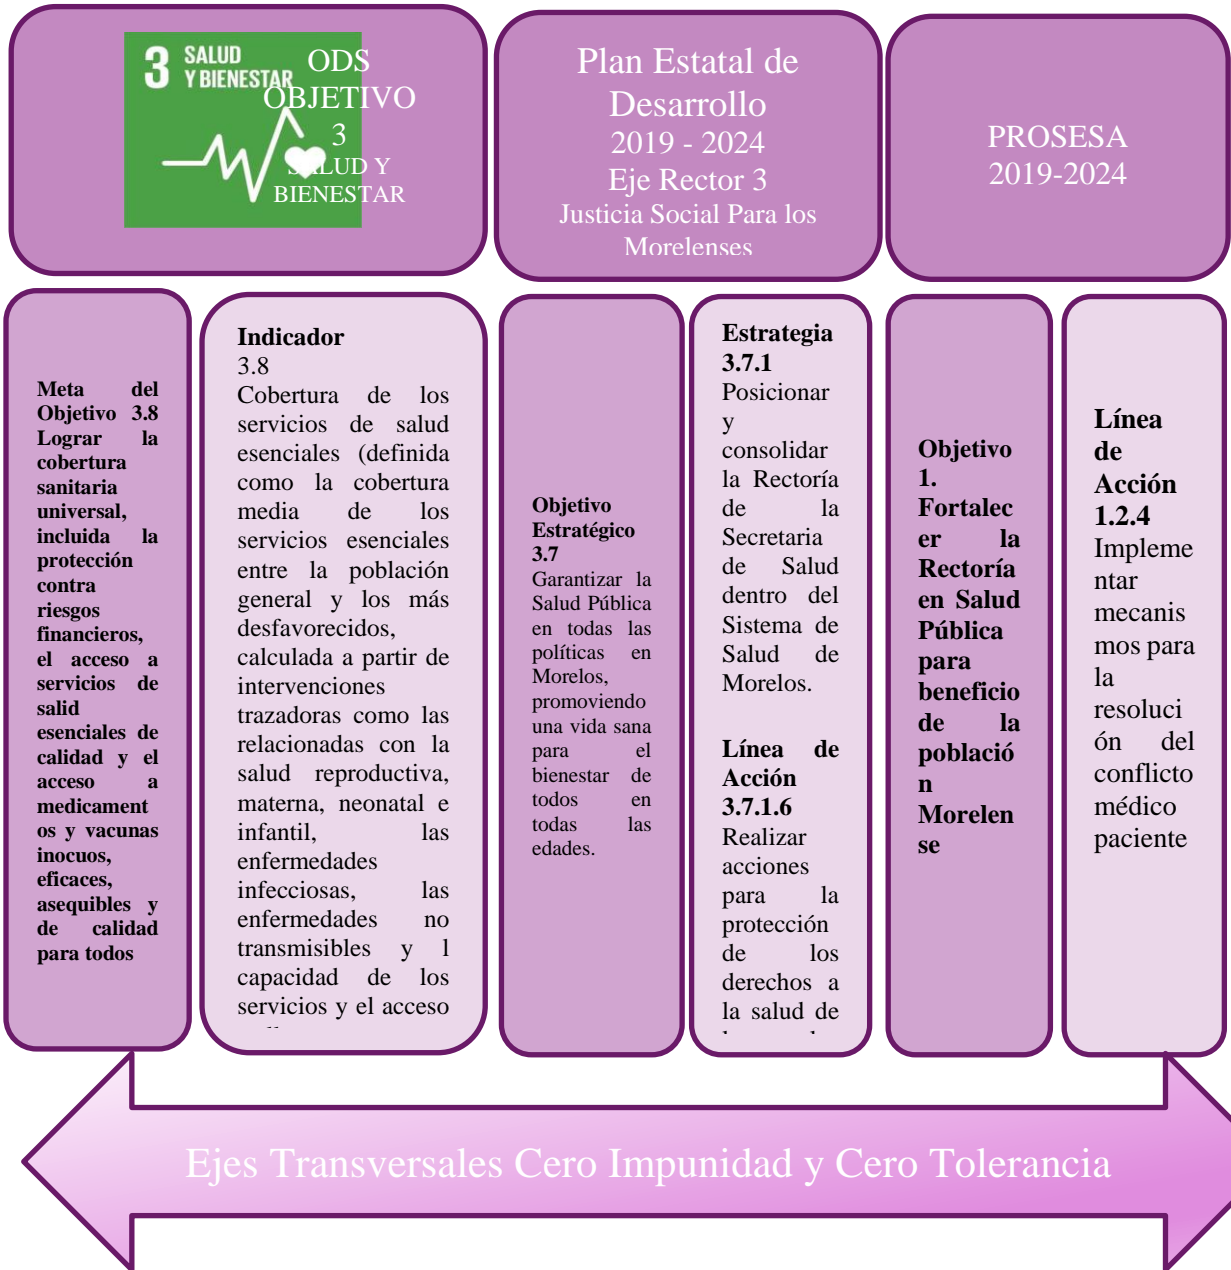 3 SALUD
Y BIENESTAR
ODS
OBJETIVO
3
SALUD Y
BIENESTAR
Plan Estatal de
Desarrollo
2019 - 2024
Eje Rector 3
Justicia Social Para los
Morelenses
PROSESA
2019-2024
Meta del
Objetivo 3.8
Lograr la
cobertura
sanitaria
universal,
incluida la
protección
contra
riesgos
financieros,
el acceso a
servicios de
salid
esenciales de
calidad y el
acceso a
medicament
os y vacunas
inocuos,
eficaces,
asequibles y
de calidad
para todos
Indicador
3.8
Cobertura de los
servicios de salud
esenciales (definida
como la cobertura
media de los
servicios esenciales
entre la población
general y los más
desfavorecidos,
calculada a partir de
intervenciones
trazadoras como las
relacionadas con la
salud reproductiva,
materna, neonatal e
infantil, las
enfermedades
infecciosas, las
enfermedades no
transmisibles y l
capacidad de los
servicios y el acceso
Objetivo
Estratégico
3.7
Garantizar la
Salud Pública
en todas las
políticas en
Morelos,
promoviendo
una vida sana
para el
bienestar de
todos en
todas las
edades.
Estrategia
3.7.1
Posicionar
y
consolidar
la Rectoría
de la
Secretaria
de Salud
dentro del
Sistema de
Salud de
Morelos.
Línea de
Acción
3.7.1.6
Realizar
acciones
para la
protección
de los
derechos a
la salud de
Objetivo
1.
Fortalec
er la
Rectoría
en Salud
Pública
para
beneficio
de la
població
n
Morelen
se
Línea
de
Acción
1.2.4
Impleme
ntar
mecanis
mos para
la
resoluci
ón del
conflicto
médico
paciente
Ejes Transversales Cero Impunidad y Cero Tolerancia